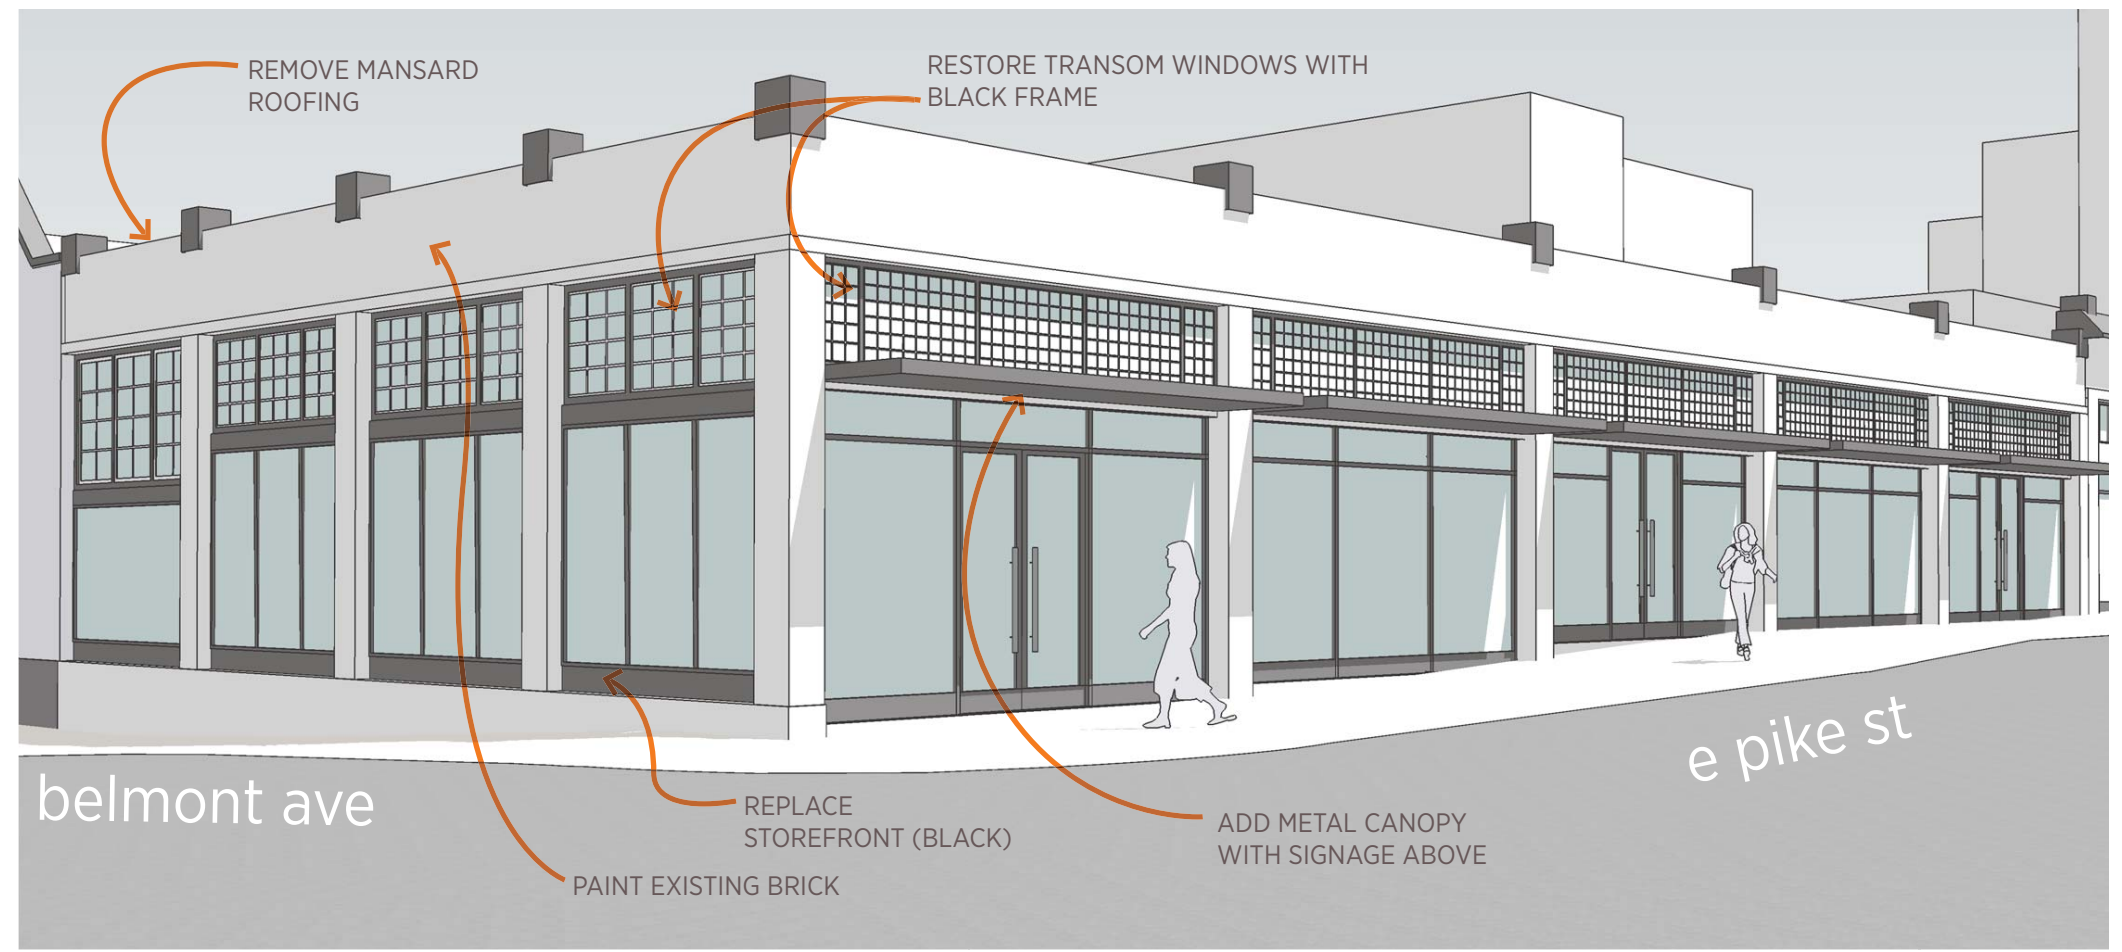 REMOVE MANSARD
ROOFING
RESTORE TRANSOM WINDOWS WITH
BLACK FRAME
e pike st
belmont ave
REPLACE
STOREFRONT (BLACK)
ADD METAL CANOPY
WITH SIGNAGE ABOVE
PAINT EXISTING BRICK